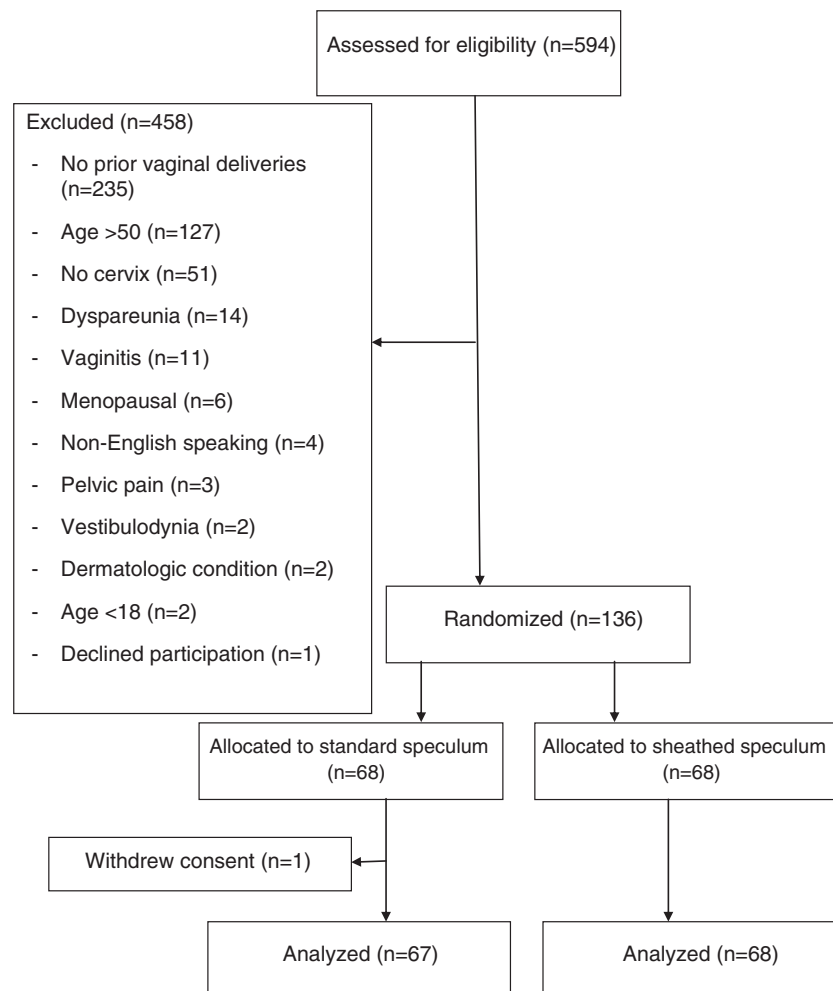 Assessed for eligibility (n=594)
Excluded (n=458)
- No prior vaginal deliveries
(n=235)
- Age >50 (n=127)
- No cervix (n=51)
- Dyspareunia (n=14)
- Vaginitis (n=11)
- Menopausal (n=6)
- Non-English speaking (n=4)
- Pelvic pain (n=3)
- Vestibulodynia (n=2)
- Dermatologic condition (n=2)
- Age <18 (n=2)
- Declined participation (n=1)
Randomized (n=136)
Allocated to standard speculum
(n=68)
Allocated to sheathed speculum
(n=68)
Withdrew consent (n=1)
Analyzed (n=67)
Analyzed (n=68)